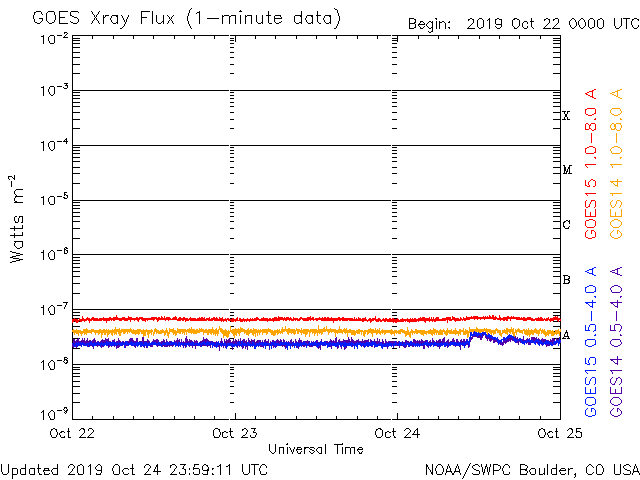 GOES Xray Flux (1-minute data)
Begin: 2019 Oct 22 0000 UTC
10-2
10-3
10-4
10-5
10-6
10-7
10-8
10-9
Watts m-2
X
M
C
B
A
GOES15 1.0-8.0 A
GOES14 1.0-8.0 A
GOES15 0.5-4.0 A
GOES14 0.5-4.0 A
Oct 22
Oct 23
Oct 24
Oct 25
Universal Time
Updated 2019 Oct 24 23:59:11 UTC
NOAA/SWPC Boulder, CO USA